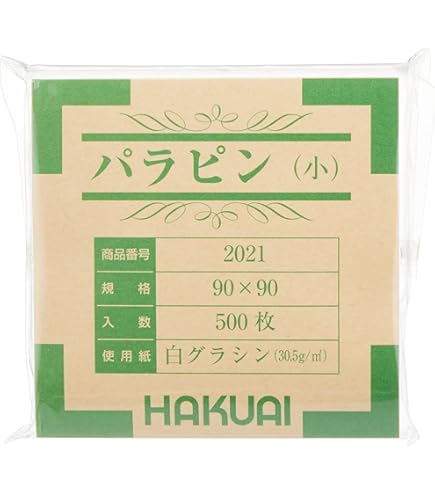 パラピン（小）
商品番号 2021
規格 90×90
入数 500枚
使用紙 白グラシン(30.5g/㎡)
HAKUAI